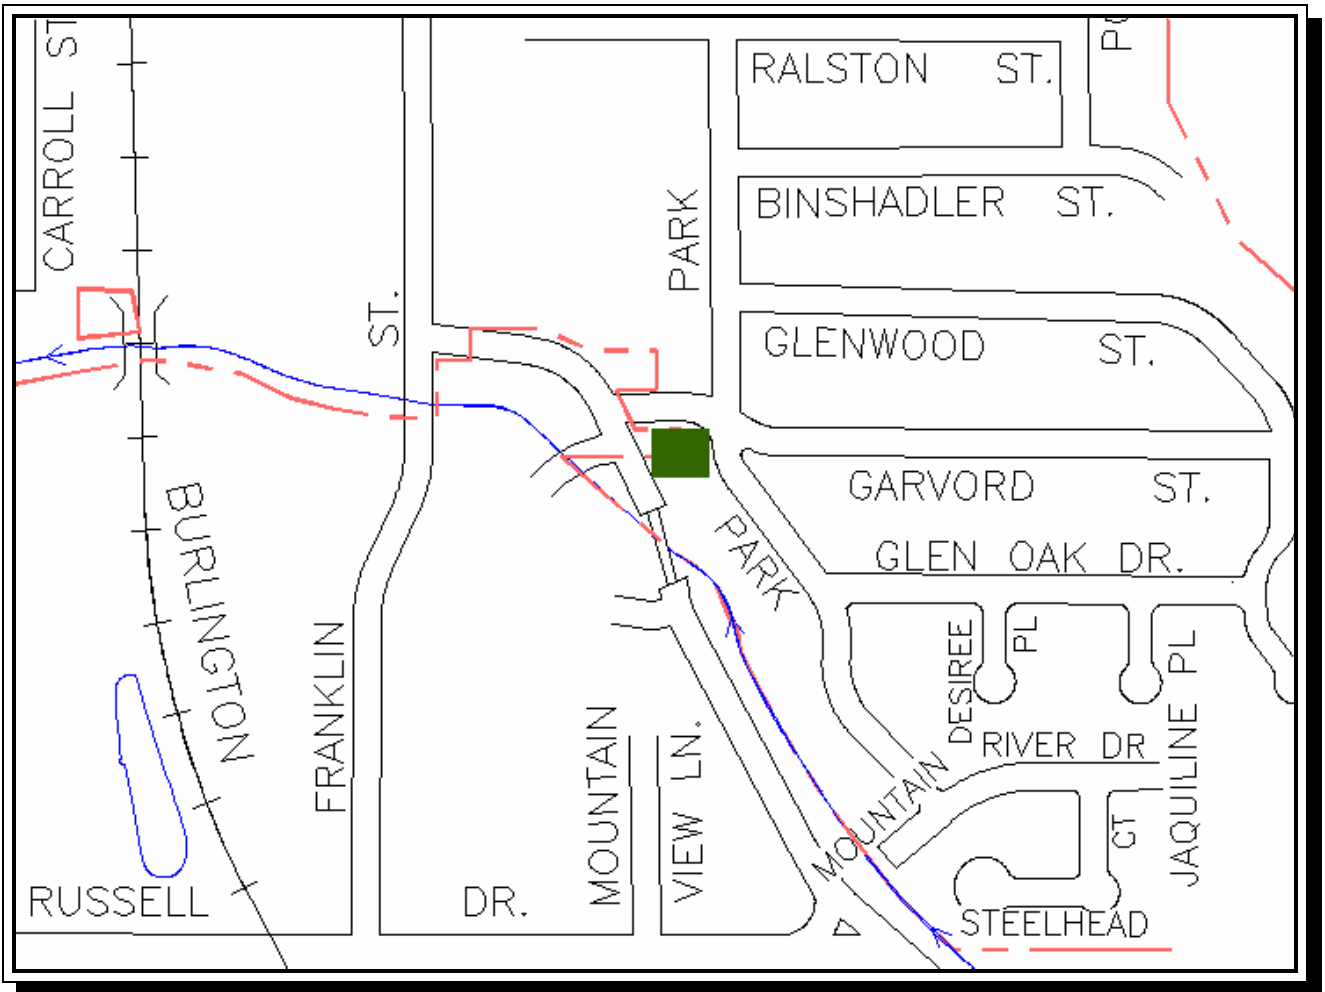 CARROLL ST
RALSTON ST.
PARK
BINSHADLER ST.
ST.
GLENWOOD ST.
GARVORD ST.
GLEN OAK DR.
PARK
BURLINGTON
FRANKLIN
DESIREE PL
JAQUILINE PL
RIVER DR
MOUNTAIN
MOUNTAIN
VIEW LN.
CT
RUSSELL DR.
STEELHEAD